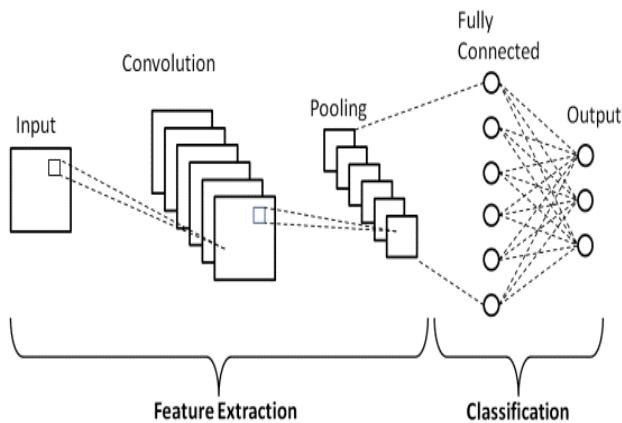 Input
Convolution
Pooling
Fully
Connected
Output
Feature Extraction
Classification